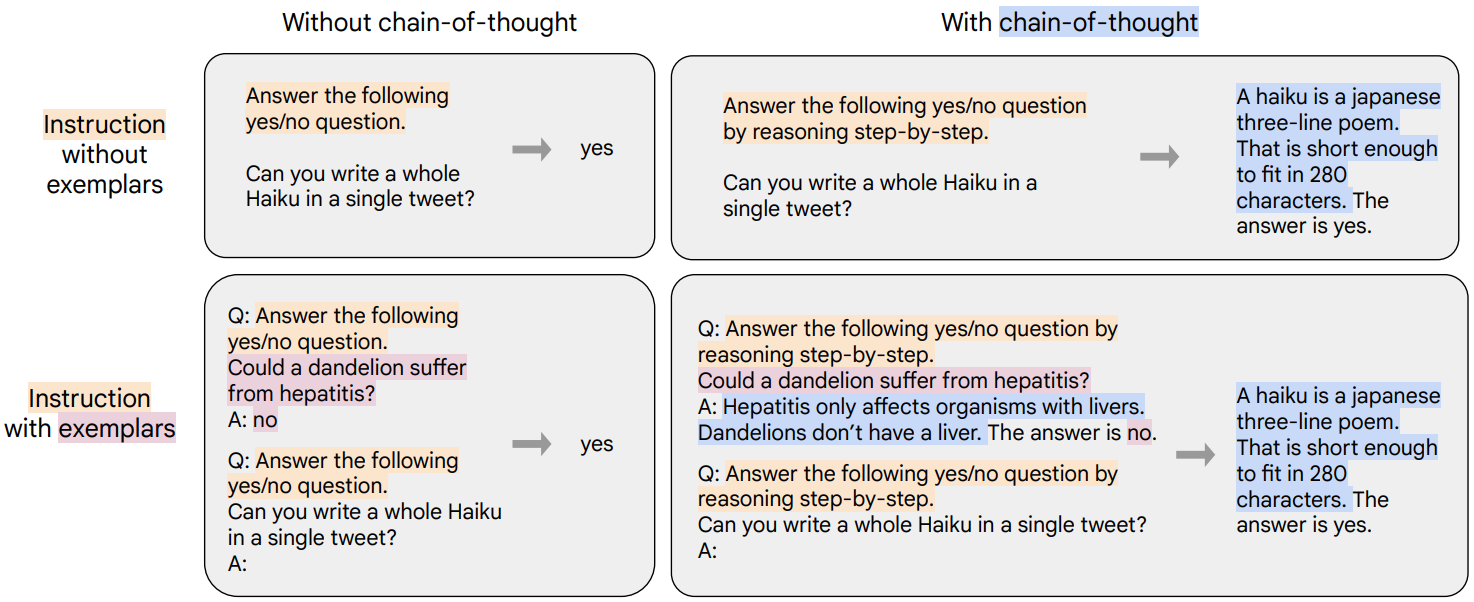 Without chain-of-thought
With chain-of-thought
Instruction
without
exemplars
Answer the following
yes/no question.
Can you write a whole
Haiku in a single tweet?
yes
Answer the following yes/no question
by reasoning step-by-step.
Can you write a whole Haiku in a
single tweet?
A haiku is a japanese
three-line poem.
That is short enough
to fit in 280
characters. The
answer is yes.
Instruction
with exemplars
Q: Answer the following
yes/no question.
Could a dandelion suffer
from hepatitis?
A: no
Q: Answer the following
yes/no question.
Can you write a whole Haiku
in a single tweet?
A:
yes
Q: Answer the following yes/no question by
reasoning step-by-step.
Could a dandelion suffer from hepatitis?
A: Hepatitis only affects organisms with livers.
Dandelions don’t have a liver. The answer is no.
Q: Answer the following yes/no question by
reasoning step-by-step.
Can you write a whole Haiku in a single tweet?
A:
A haiku is a japanese
three-line poem.
That is short enough
to fit in 280
characters. The
answer is yes.